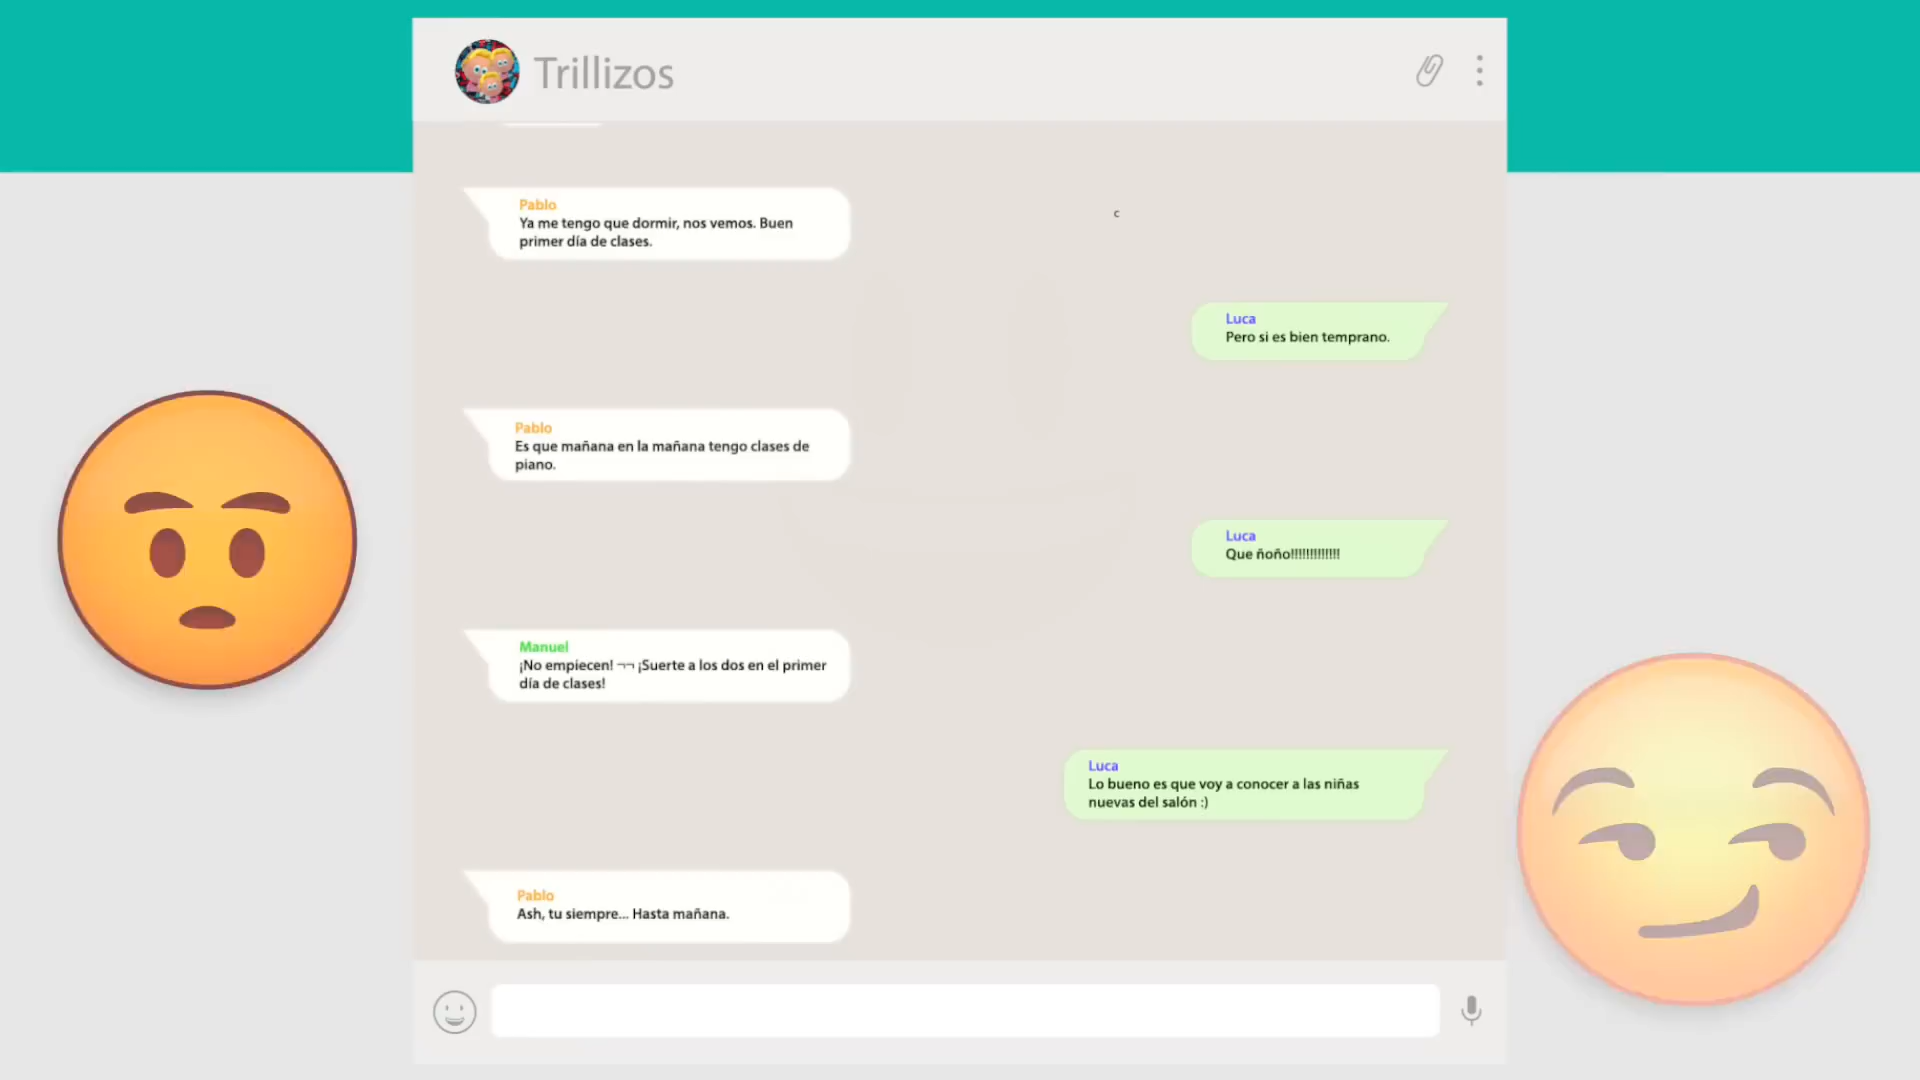 Trillizos
Pablo
Ya me tengo que dormir, nos vemos. Buen
primer día de clases.
c
Luca
Pero si es bien temprano.
Pablo
Es que mañana en la mañana tengo clases de
piano.
Luca
Que ñoño!!!!!!!!!!!!!
Manuel
¡No empiecen! ¬¬ ¡Suerte a los dos en el primer
día de clases!
Luca
Lo bueno es que voy a conocer a las niñas
nuevas del salón :)
Pablo
Ash, tu siempre... Hasta mañana.